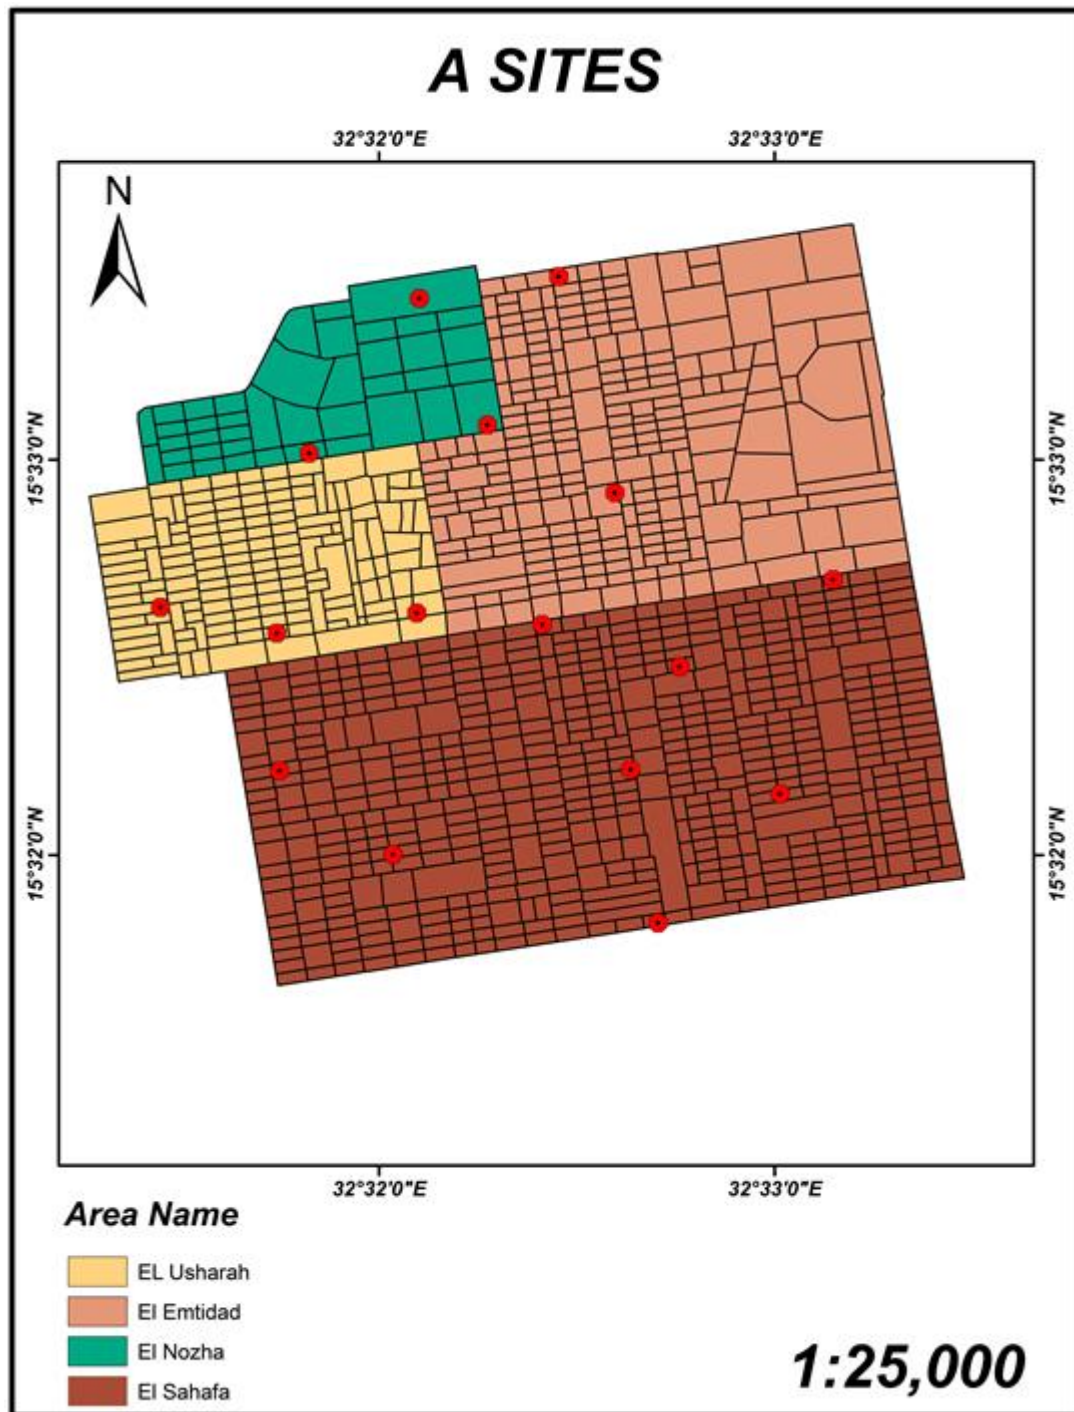 A SITES
32°32'0"E
32°33'0"E
N
15°33'0"N
15°33'0"N
15°32'0"N
15°32'0"N
32°32'0"E
32°33'0"E
Area Name
EL Usharah
El Emtidad
El Nozha
El Sahafa
1:25,000